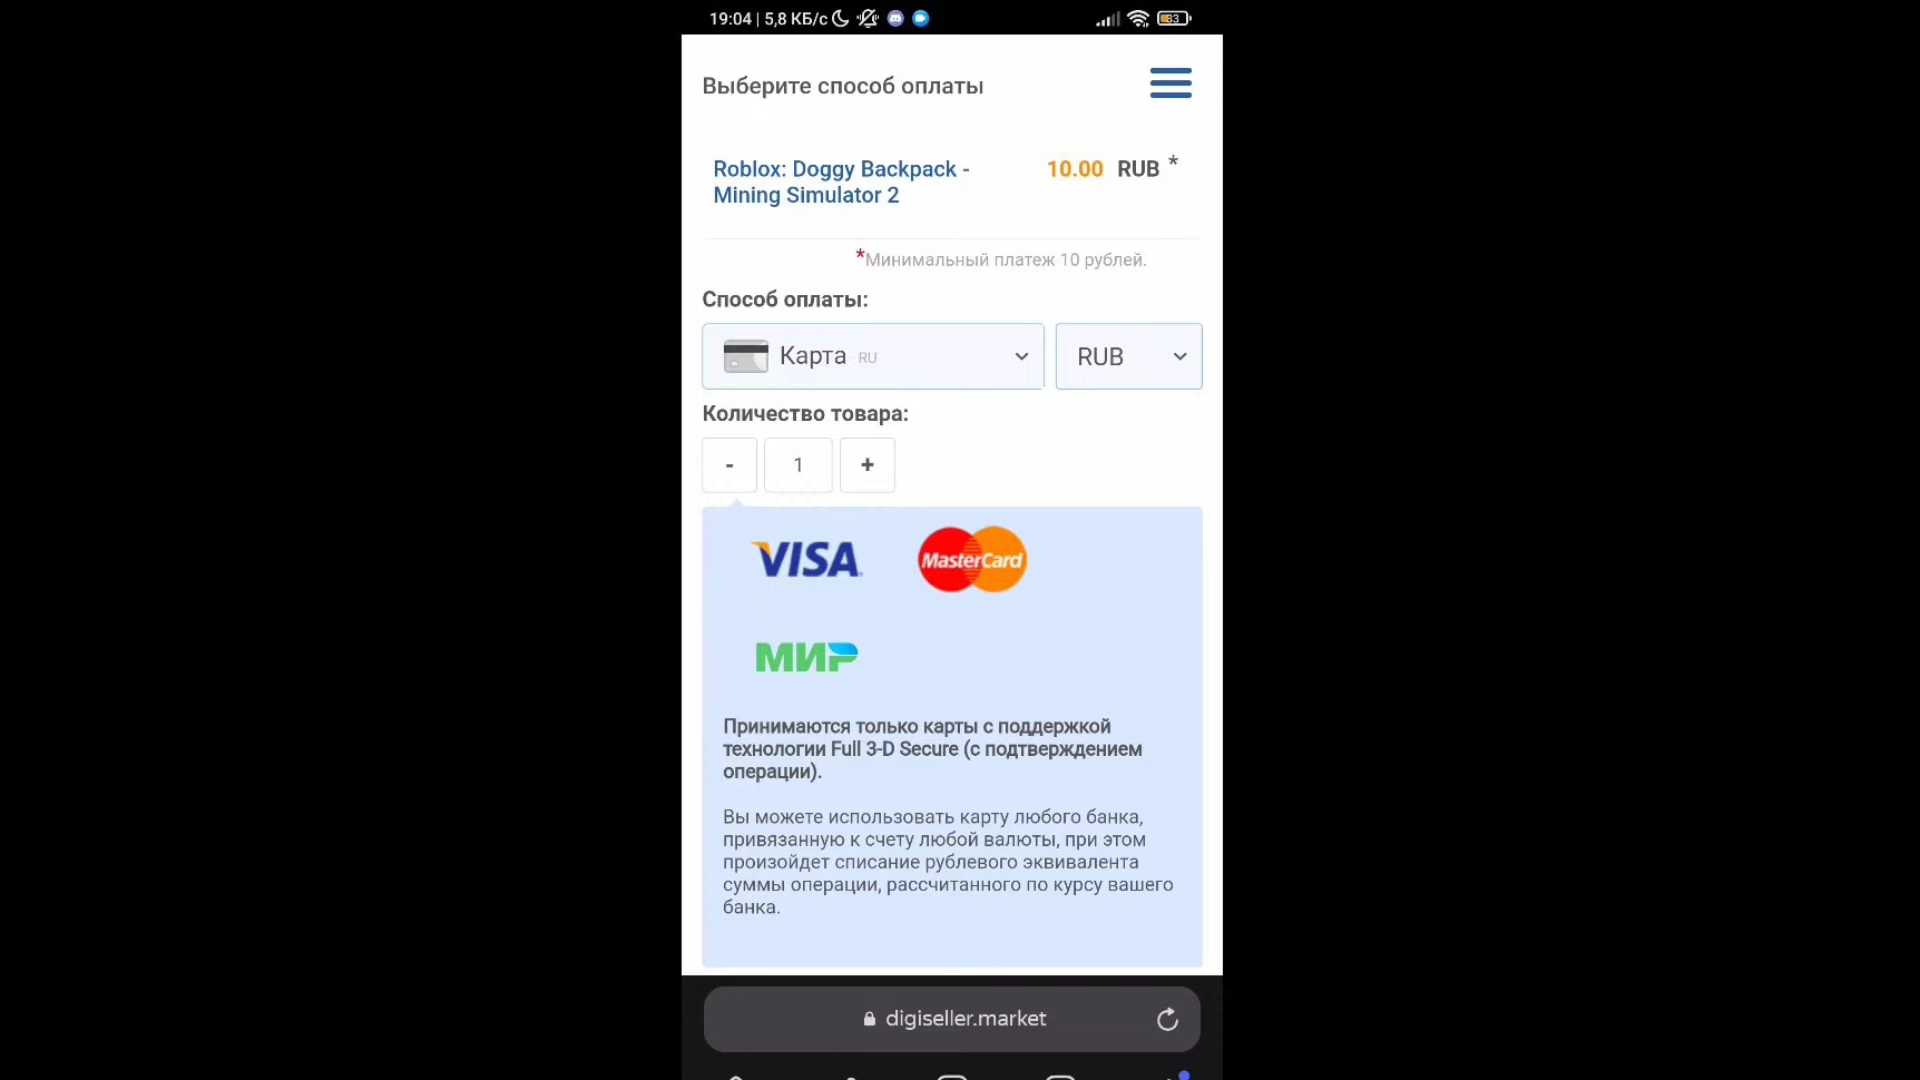 19:04 | 5,8 КБ/с
83
Выберите способ оплаты
Roblox: Doggy Backpack -
Mining Simulator 2
10.00 RUB *
*Минимальный платеж 10 рублей.
Способ оплаты:
Карта RU
RUB
Количество товара:
- 1 +
VISA
MasterCard
МИР
Принимаются только карты с поддержкой
технологии Full 3-D Secure (с подтверждением
операции).
Вы можете использовать карту любого банка,
привязанную к счету любой валюты, при этом
произойдет списание рублевого эквивалента
суммы операции, рассчитанного по курсу вашего
банка.
digiseller.market